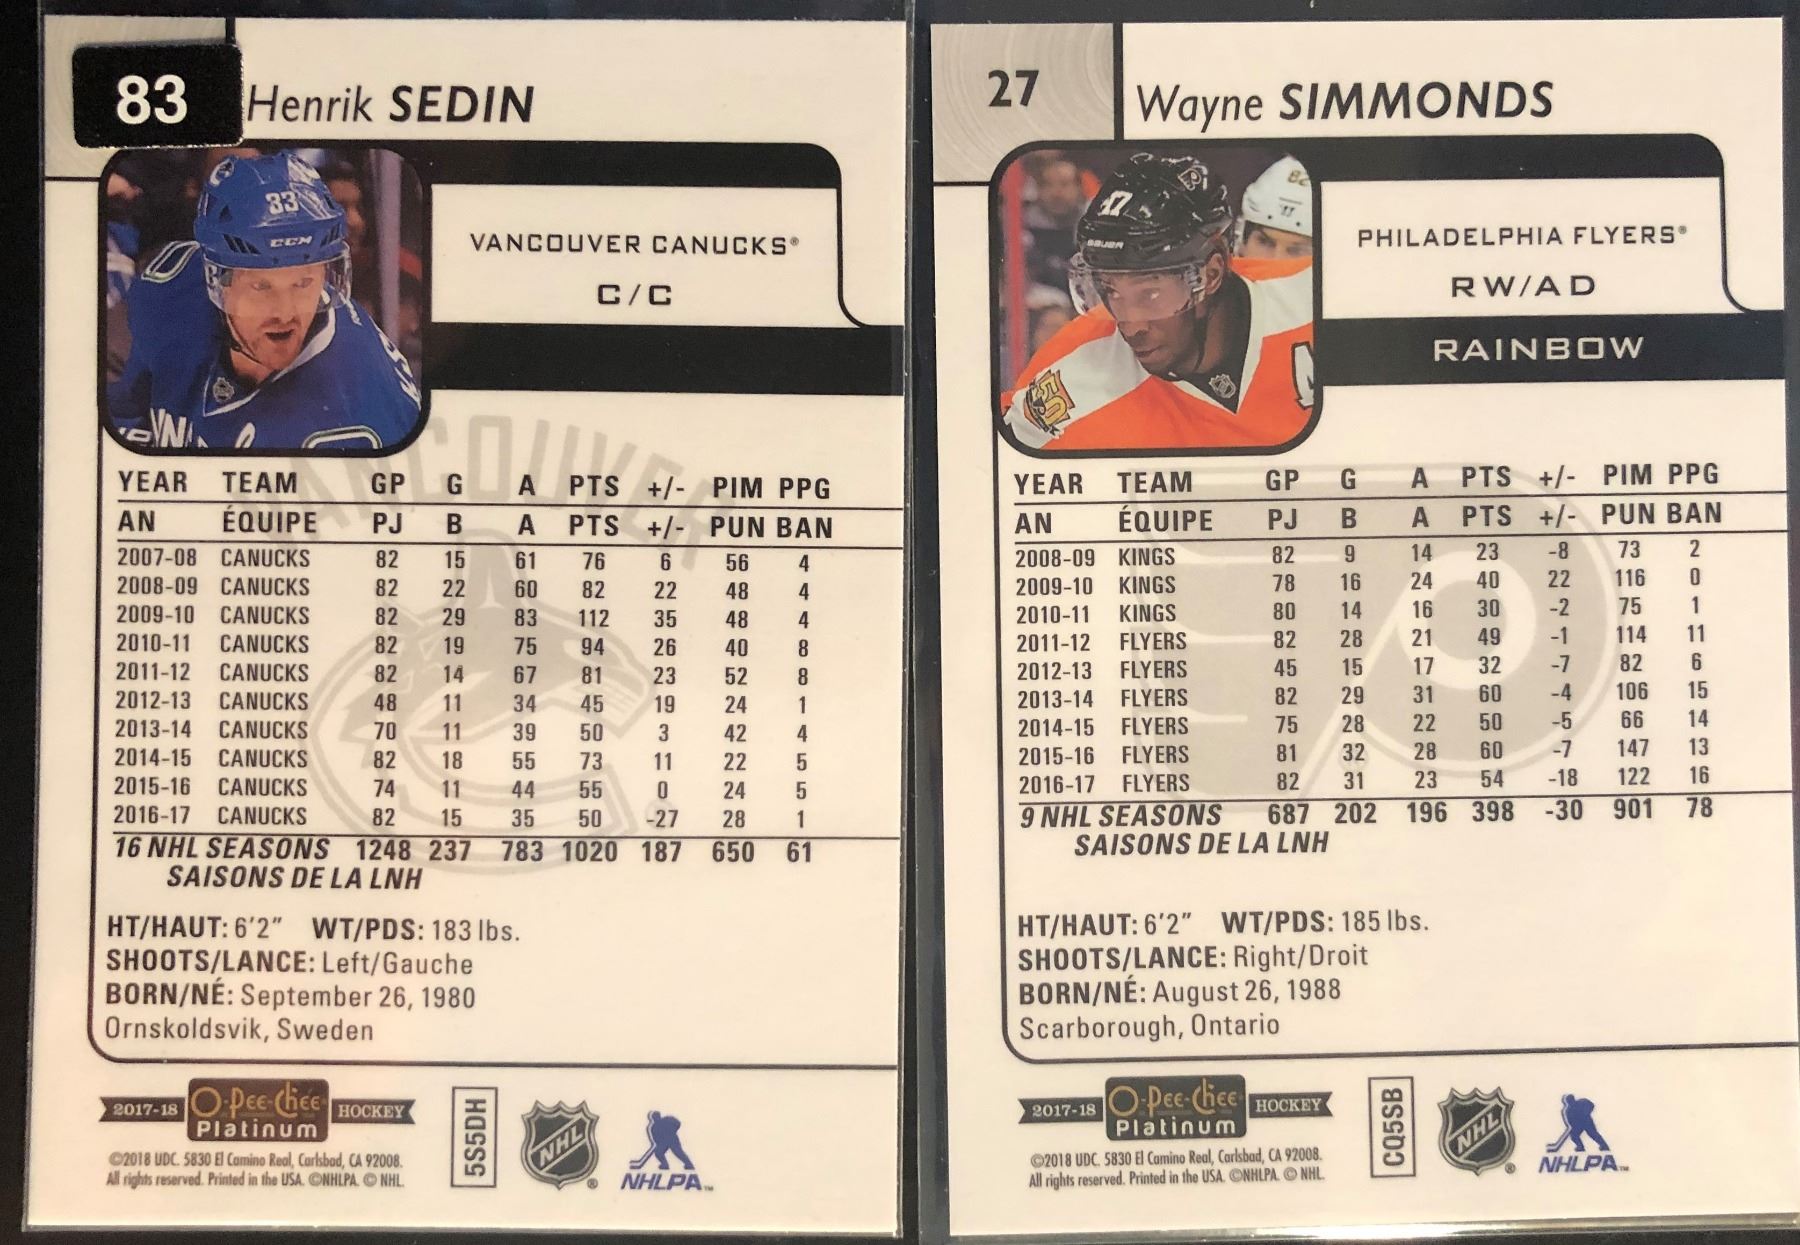 83
Henrik SEDIN
33
CCM
VANCOUVER CANUCKS®
C/C
VANCOUVER
YEAR TEAM GP G A PTS +/- PIM PPG
AN ÉQUIPE PJ B A PTS +/- PUN BAN
2007-08 CANUCKS 82 15 61 76 6 56 4
2008-09 CANUCKS 82 22 60 82 22 48 4
2009-10 CANUCKS 82 29 83 112 35 48 4
2010-11 CANUCKS 82 19 75 94 26 40 8
2011-12 CANUCKS 82 14 67 81 23 52 8
2012-13 CANUCKS 48 11 34 45 19 24 1
2013-14 CANUCKS 70 11 39 50 3 42 4
2014-15 CANUCKS 82 18 55 73 11 22 5
2015-16 CANUCKS 74 11 44 55 0 24 5
2016-17 CANUCKS 82 15 35 50 -27 28 1
16 NHL SEASONS 1248 237 783 1020 187 650 61
SAISONS DE LA LNH
HT/HAUT: 6'2" WT/PDS: 183 lbs.
SHOOTS/LANCE: Left/Gauche
BORN/NÉ: September 26, 1980
Ornskoldsvik, Sweden
2017-18 O-Pee-Chee HOCKEY
Platinum
5S5DH
NHL
NHLPA™
©2018 UDC. 5830 El Camino Real, Carlsbad, CA 92008.
All rights reserved. Printed in the USA. ©NHLPA. © NHL.
27
Wayne SIMMONDS
17
BAUER
82
50
PHILADELPHIA FLYERS®
RW/AD
RAINBOW
YEAR TEAM GP G A PTS +/- PIM PPG
AN ÉQUIPE PJ B A PTS +/- PUN BAN
2008-09 KINGS 82 9 14 23 -8 73 2
2009-10 KINGS 78 16 24 40 22 116 0
2010-11 KINGS 80 14 16 30 -2 75 1
2011-12 FLYERS 82 28 21 49 -1 114 11
2012-13 FLYERS 45 15 17 32 -7 82 6
2013-14 FLYERS 82 29 31 60 -4 106 15
2014-15 FLYERS 75 28 22 50 -5 66 14
2015-16 FLYERS 81 32 28 60 -7 147 13
2016-17 FLYERS 82 31 23 54 -18 122 16
9 NHL SEASONS 687 202 196 398 -30 901 78
SAISONS DE LA LNH
HT/HAUT: 6'2" WT/PDS: 185 lbs.
SHOOTS/LANCE: Right/Droit
BORN/NÉ: August 26, 1988
Scarborough, Ontario
2017-18 O-Pee-Chee HOCKEY
Platinum
CQ5SB
NHL
NHLPA™
©2018 UDC. 5830 El Camino Real, Carlsbad, CA 92008.
All rights reserved. Printed in the USA. ©NHLPA. © NHL.